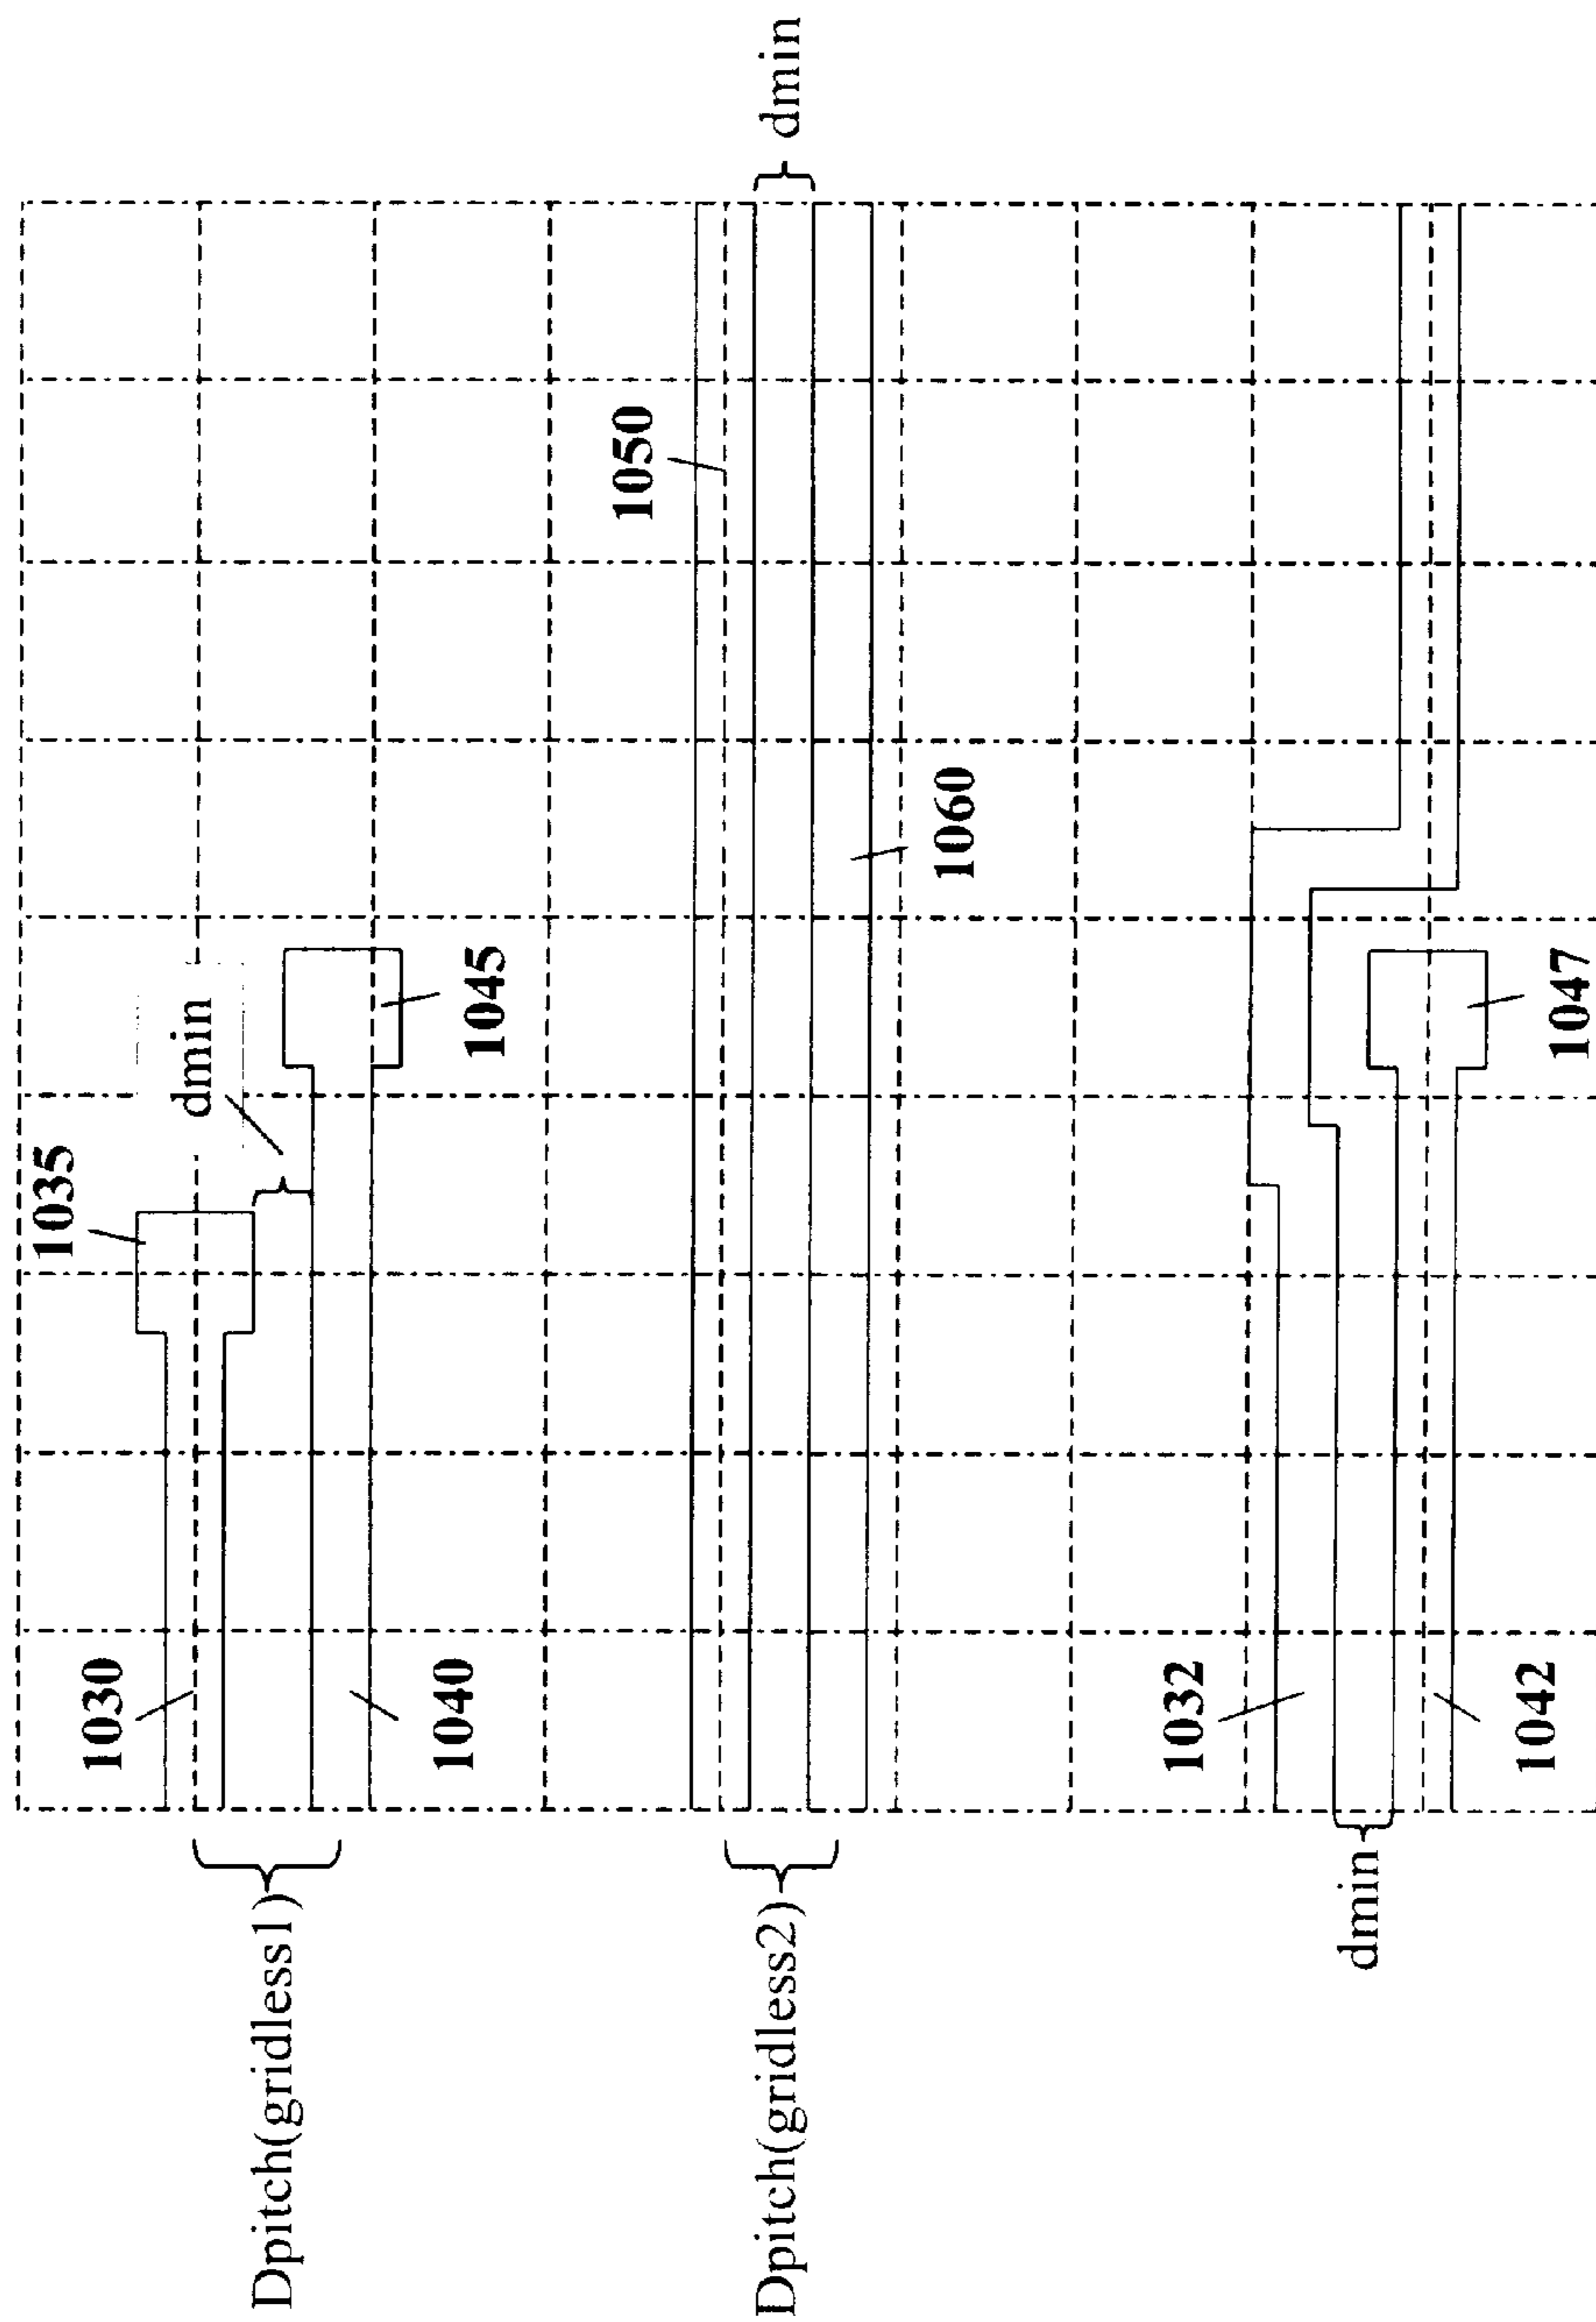 Dpitch(gridless1)
1030
1035
dmin
1040
1045
Dpitch(gridless2)
1050
dmin
1060
1032
dmin
1042
1047